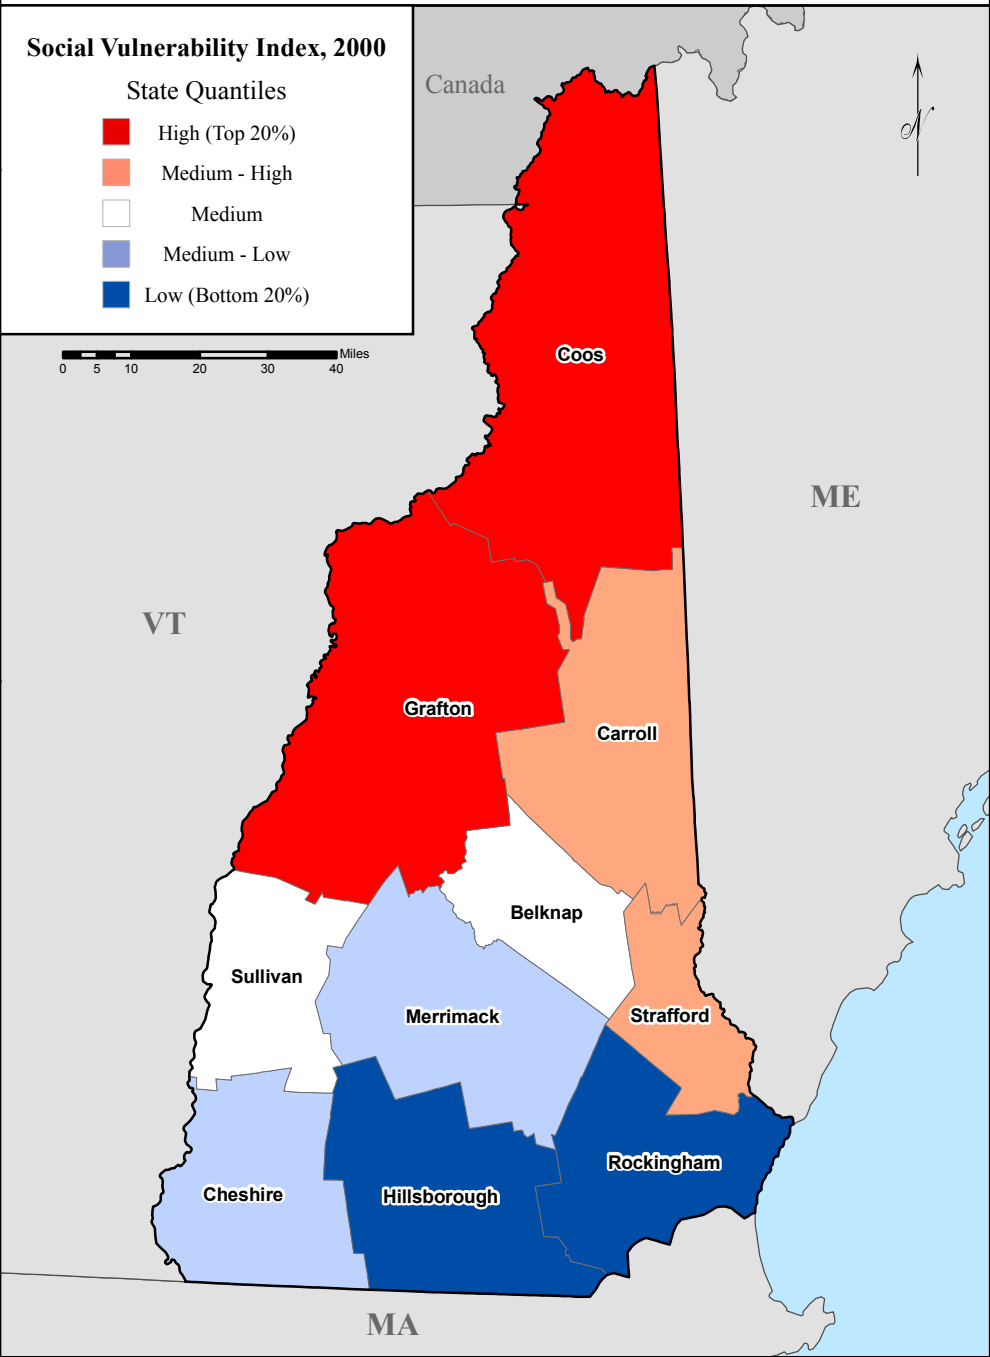 Social Vulnerability Index, 2000
State Quantiles
High (Top 20%)
Medium - High
Medium
Medium - Low
Low (Bottom 20%)
Canada
N
Miles
0 5 10 20 30 40
Coos
ME
VT
Grafton
Carroll
Belknap
Sullivan
Merrimack
Strafford
Rockingham
Cheshire
Hillsborough
MA